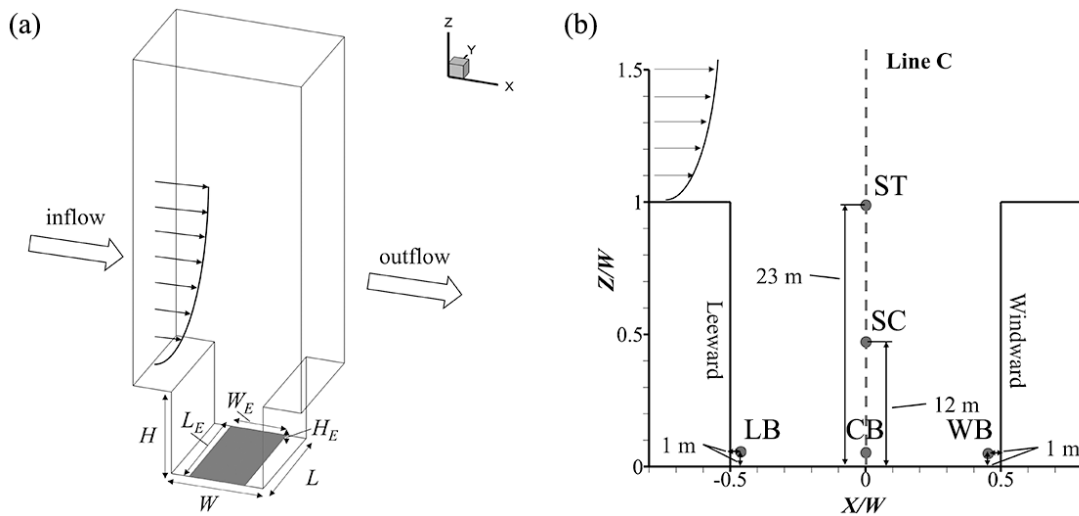 (a)
Z
Y
X
inflow
outflow
H
L_E
W_E
H_E
L
W
(b)
Line C
1.5
1
0.5
0
Z/W
ST
23 m
SC
12 m
Leeward
Windward
LB
CB
WB
1 m
1 m
-0.5
0
0.5
X/W